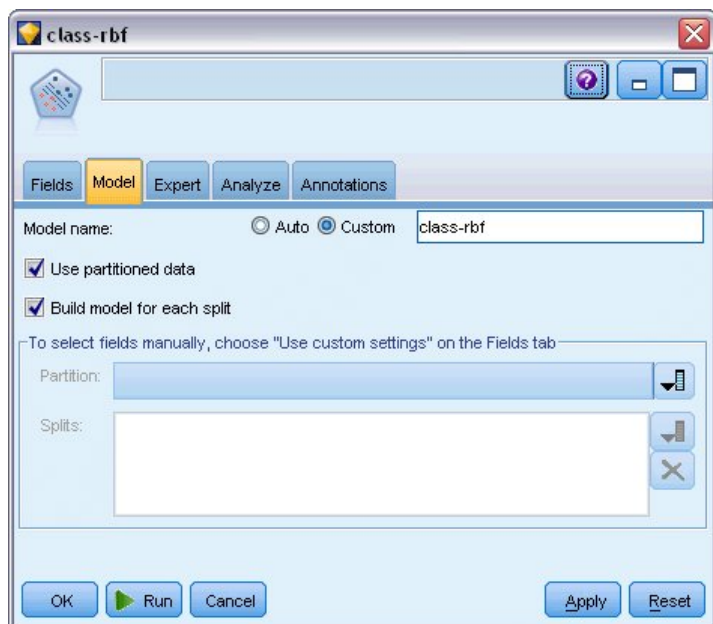 class-rbf
?
Fields Model Expert Analyze Annotations
Model name: Auto Custom class-rbf
Use partitioned data
Build model for each split
To select fields manually, choose "Use custom settings" on the Fields tab
Partition:
Splits:
OK Run Cancel Apply Reset